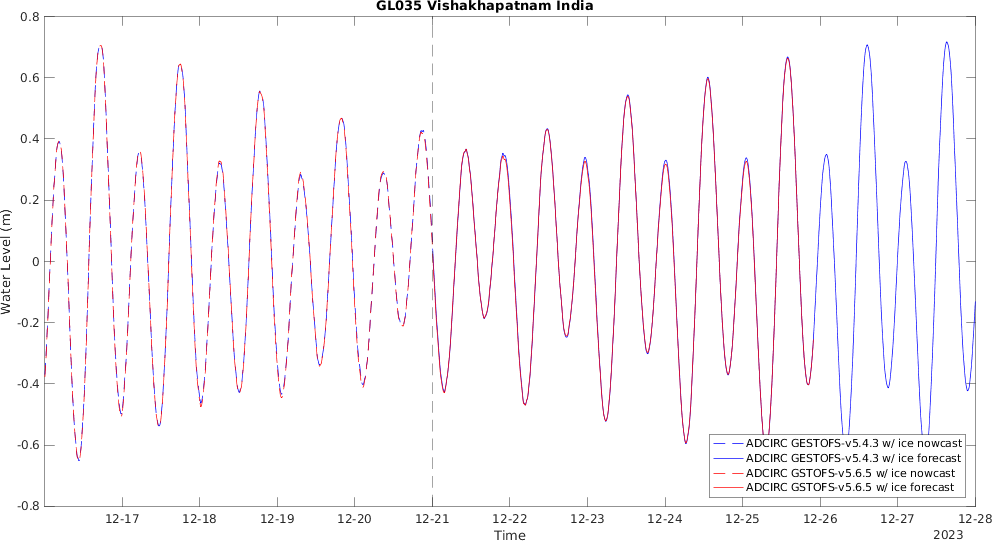 GL035 Vishakhapatnam India
Water Level (m)
0.8
0.6
0.4
0.2
0
-0.2
-0.4
-0.6
-0.8
ADCIRC GESTOFS-v5.4.3 w/ ice nowcast
ADCIRC GESTOFS-v5.4.3 w/ ice forecast
ADCIRC GSTOFS-v5.6.5 w/ ice nowcast
ADCIRC GSTOFS-v5.6.5 w/ ice forecast
12-17 12-18 12-19 12-20 12-21 12-22 12-23 12-24 12-25 12-26 12-27 12-28
Time
2023